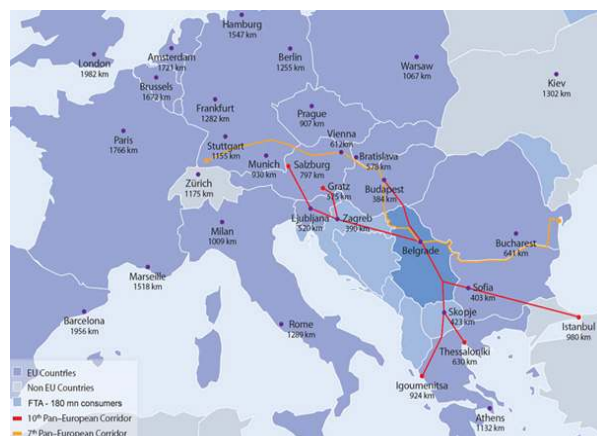 Hamburg
1547 km
London
1982 km
Amsterdam
1721 km
Berlin
1255 km
Warsaw
1067 km
Brussels
1672 km
Kiev
1302 km
Frankfurt
1282 km
Prague
907 km
Paris
1766 km
Stuttgart
1155 km
Vienna
612km
Munich
930 km
Salzburg
797 km
Bratislava
578 km
Zürich
1175 km
Gratz
575 km
Budapest
384 km
Ljubljana
520 km
Zagreb
390 km
Milan
1009 km
Belgrade
Bucharest
641 km
Marseille
1518 km
Sofia
403 km
Barcelona
1956 km
Rome
1289 km
Skopje
423 km
Istanbul
980 km
Thessaloniki
630 km
Igoumenitsa
924 km
Athens
1132 km
EU Countries
Non EU Countries
FTA - 180 mn consumers
10th Pan–European Corridor
7th Pan–European Corridor